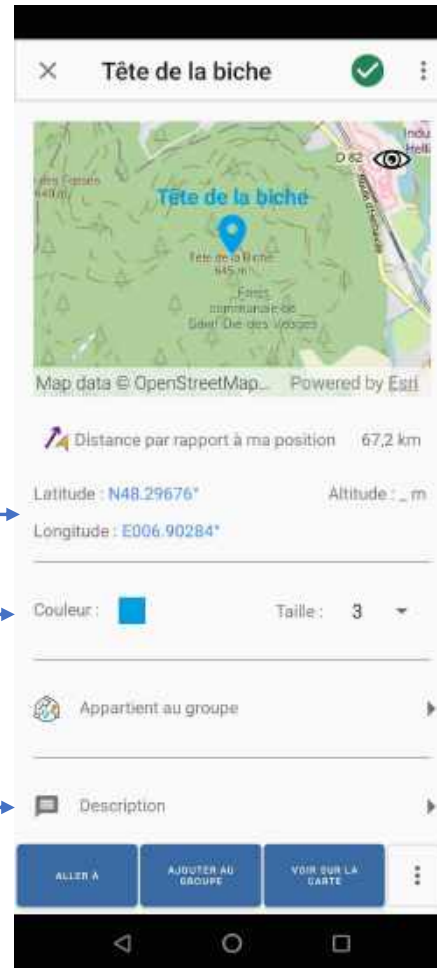 Tête de la biche
D 82
Tête de la biche
Tête de la Biche
645 m
Forêt
communale de
Saint-Dié-des-Vosges
Map data © OpenStreetMap... Powered by Esri
Distance par rapport à ma position 67,2 km
Latitude : N48.29676° Altitude : _ m
Longitude : E006.90284°
Couleur : Taille : 3
Appartient au groupe
Description
ALLER A AJOUTER AU GROUPE VOIR SUR LA CARTE